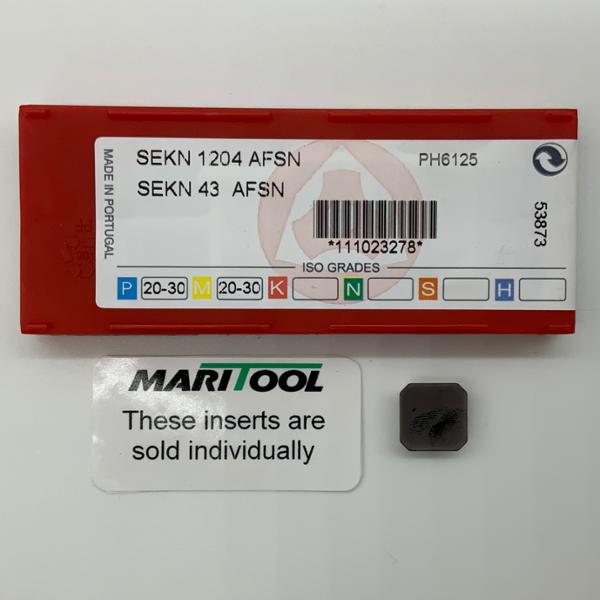 SEKN 1204 AFSN PH6125
SEKN 43 AFSN
MADE IN PORTUGAL
53873
*111023278*
ISO GRADES
P 20-30 M 20-30 K N S H
MARITOOL
These inserts are
sold individually